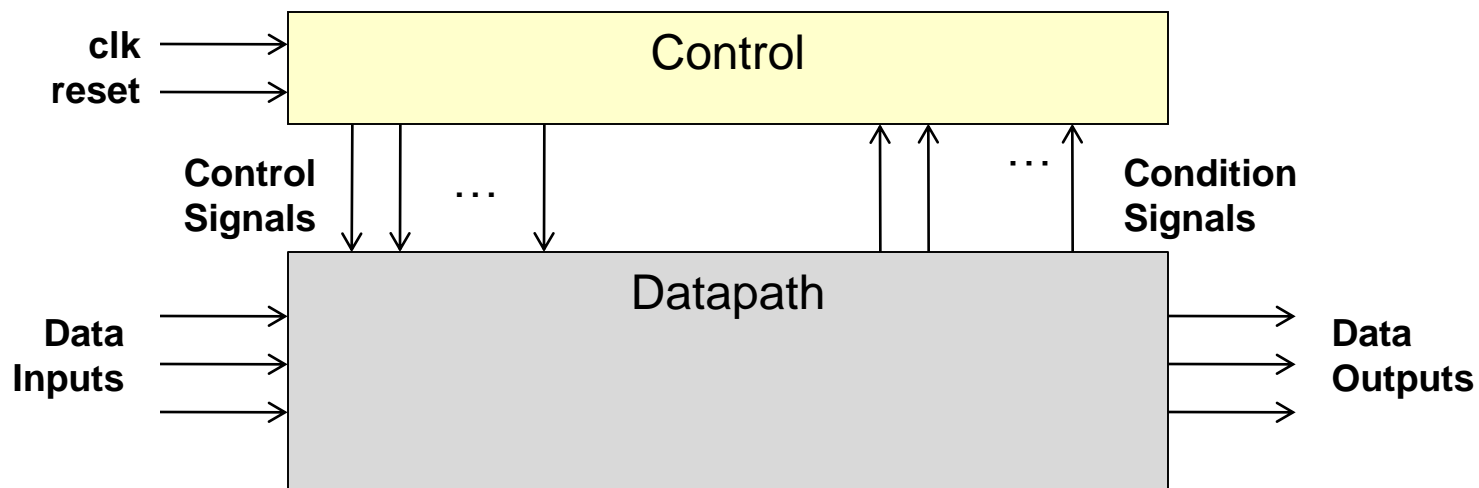 clk
reset
Control
Control
Signals
...
...
Condition
Signals
Datapath
Data
Inputs
Data
Outputs